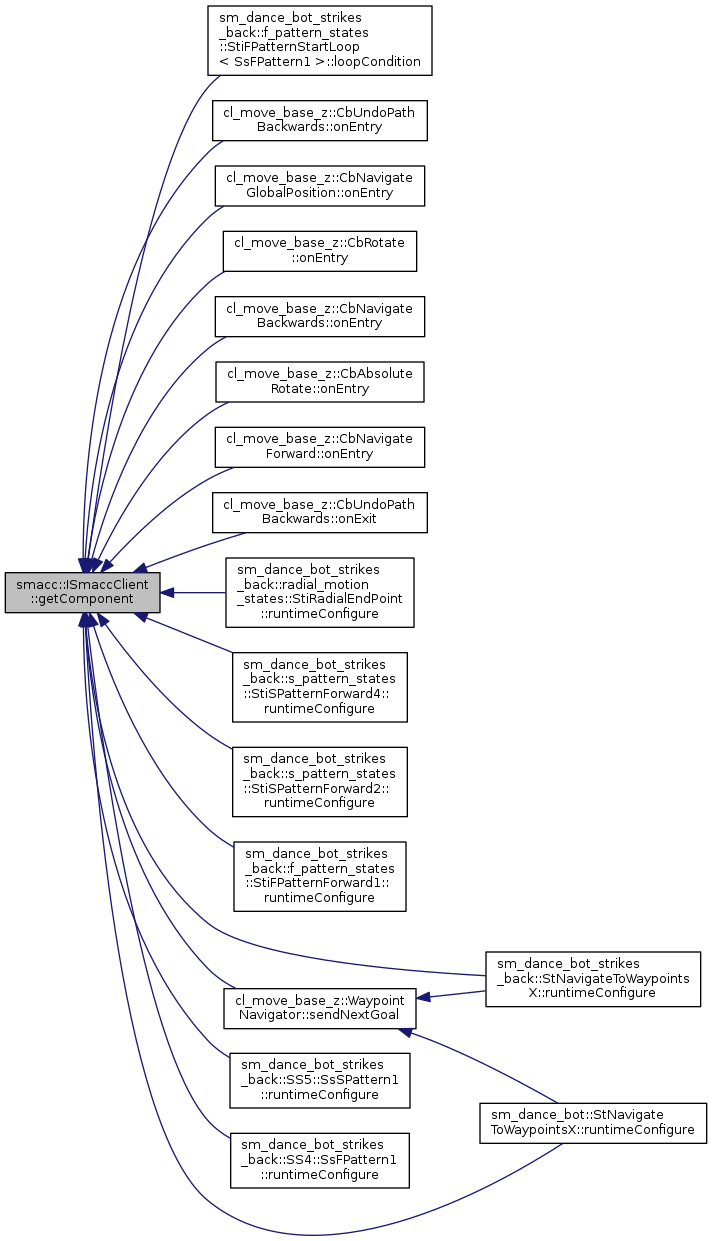 sm_dance_bot_strikes
_back::f_pattern_states
::StiFPatternStartLoop
< SsFPattern1 >::loopCondition
cl_move_base_z::CbUndoPath
Backwards::onEntry
cl_move_base_z::CbNavigate
GlobalPosition::onEntry
cl_move_base_z::CbRotate
::onEntry
cl_move_base_z::CbNavigate
Backwards::onEntry
cl_move_base_z::CbAbsolute
Rotate::onEntry
cl_move_base_z::CbNavigate
Forward::onEntry
cl_move_base_z::CbUndoPath
Backwards::onExit
smacc::ISmaccClient
::getComponent
sm_dance_bot_strikes
_back::radial_motion
_states::StiRadialEndPoint
::runtimeConfigure
sm_dance_bot_strikes
_back::s_pattern_states
::StiSPatternForward4::
runtimeConfigure
sm_dance_bot_strikes
_back::s_pattern_states
::StiSPatternForward2::
runtimeConfigure
sm_dance_bot_strikes
_back::f_pattern_states
::StiFPatternForward1::
runtimeConfigure
sm_dance_bot_strikes
_back::StNavigateToWaypoints
X::runtimeConfigure
cl_move_base_z::Waypoint
Navigator::sendNextGoal
sm_dance_bot_strikes
_back::SS5::SsSPattern1
::runtimeConfigure
sm_dance_bot::StNavigate
ToWaypointsX::runtimeConfigure
sm_dance_bot_strikes
_back::SS4::SsFPattern1
::runtimeConfigure